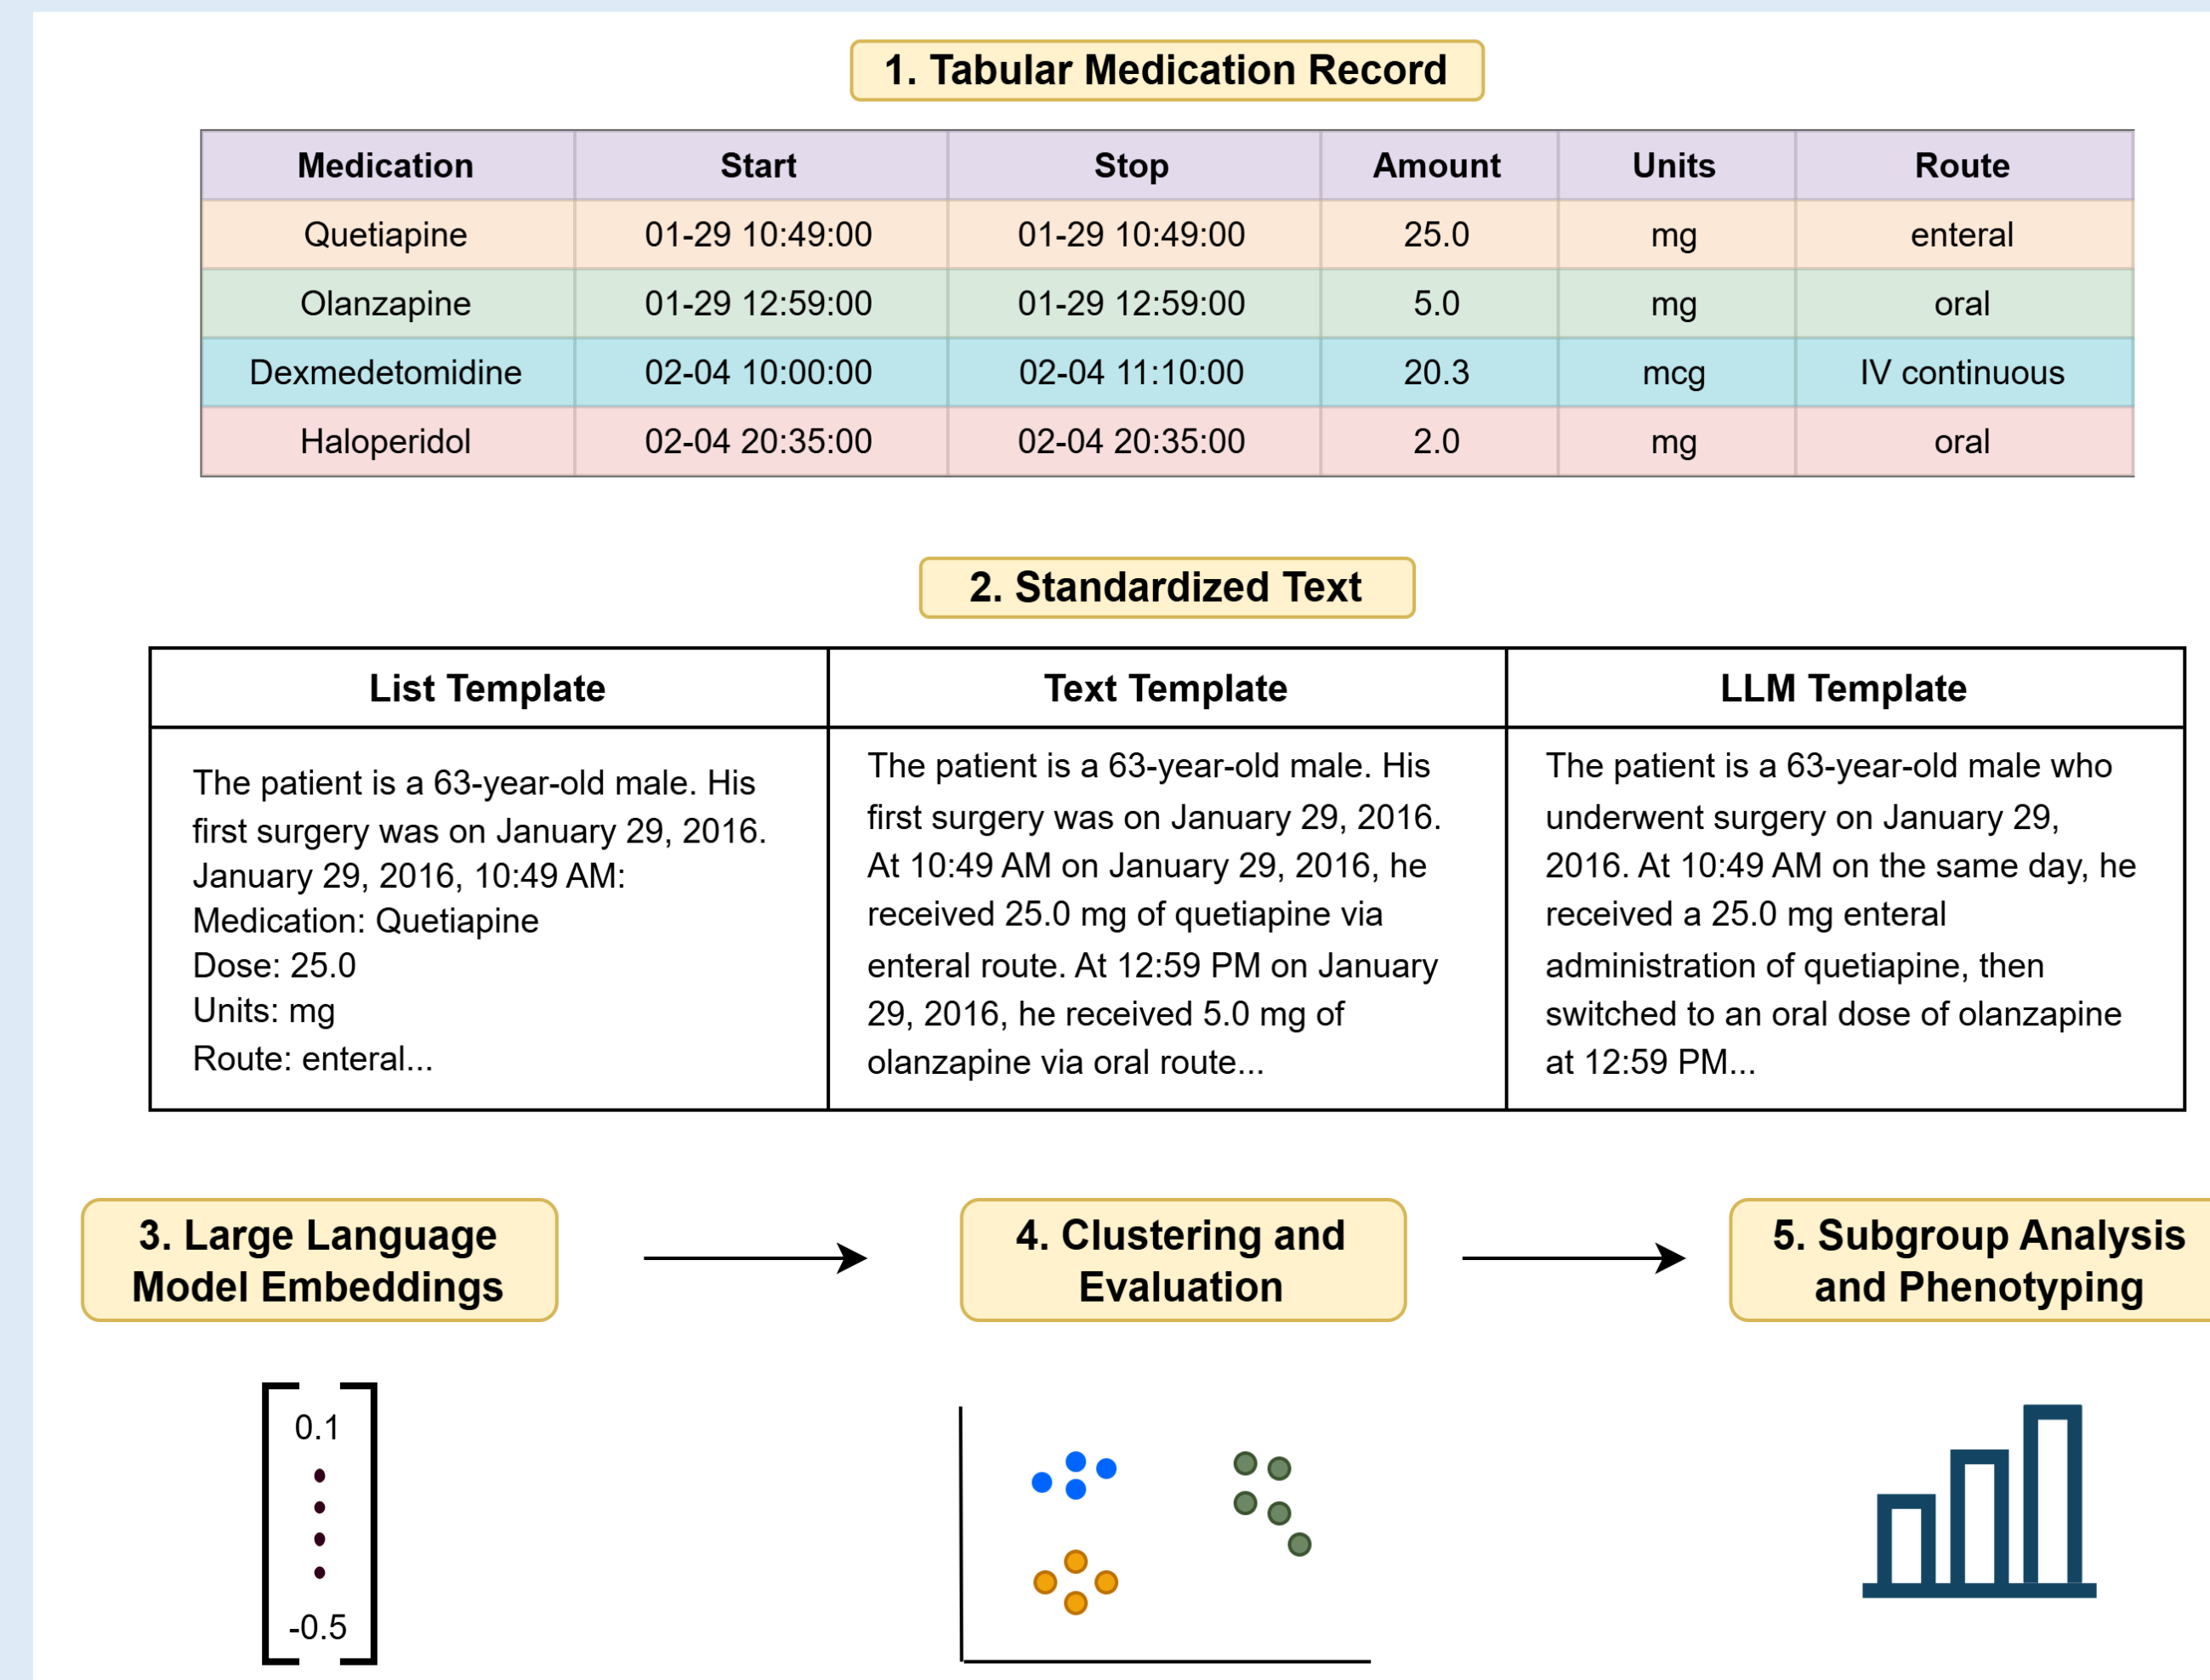 1. Tabular Medication Record
Medication Start Stop Amount Units Route
Quetiapine 01-29 10:49:00 01-29 10:49:00 25.0 mg enteral
Olanzapine 01-29 12:59:00 01-29 12:59:00 5.0 mg oral
Dexmedetomidine 02-04 10:00:00 02-04 11:10:00 20.3 mcg IV continuous
Haloperidol 02-04 20:35:00 02-04 20:35:00 2.0 mg oral
2. Standardized Text
List Template
The patient is a 63-year-old male. His
first surgery was on January 29, 2016.
January 29, 2016, 10:49 AM:
Medication: Quetiapine
Dose: 25.0
Units: mg
Route: enteral...
Text Template
The patient is a 63-year-old male. His
first surgery was on January 29, 2016.
At 10:49 AM on January 29, 2016, he
received 25.0 mg of quetiapine via
enteral route. At 12:59 PM on January
29, 2016, he received 5.0 mg of
olanzapine via oral route...
LLM Template
The patient is a 63-year-old male who
underwent surgery on January 29,
2016. At 10:49 AM on the same day, he
received a 25.0 mg enteral
administration of quetiapine, then
switched to an oral dose of olanzapine
at 12:59 PM...
3. Large Language
Model Embeddings
4. Clustering and
Evaluation
5. Subgroup Analysis
and Phenotyping
0.1
-0.5